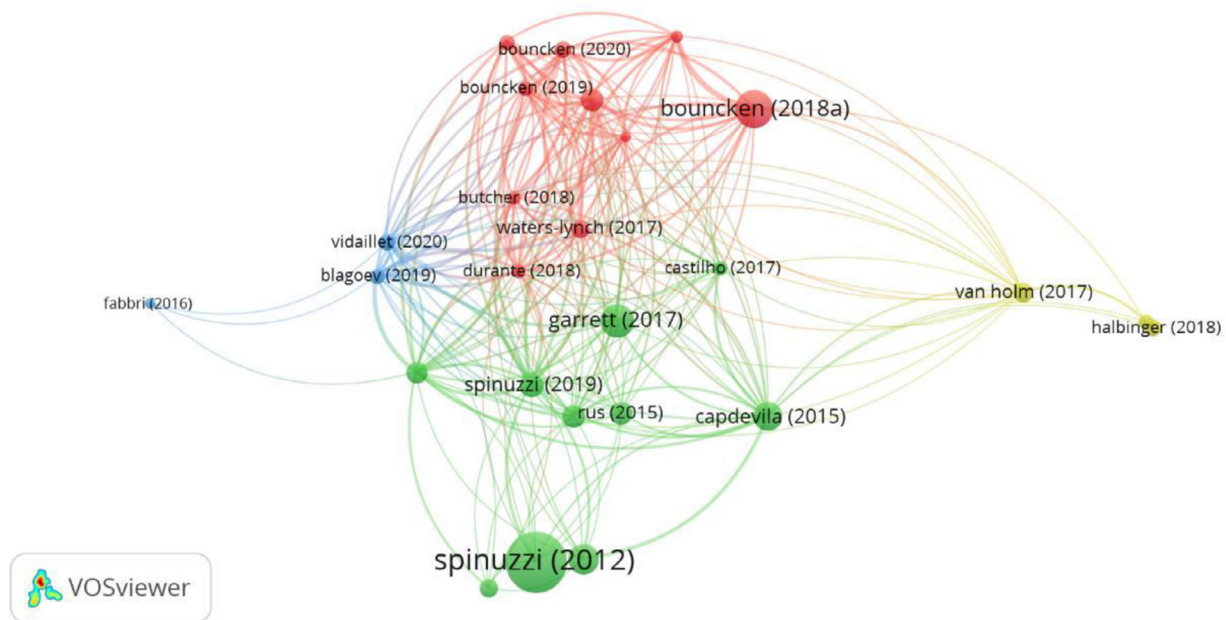 bouncken (2020)
bouncken (2019)
bouncken (2018a)
butcher (2018)
waters-lynch (2017)
vidaillet (2020)
blagoev (2019)
durante (2018)
castilho (2017)
fabbri (2016)
van holm (2017)
garrett (2017)
halbinger (2018)
spinuzzi (2019)
rus (2015)
capdevila (2015)
spinuzzi (2012)
VOSviewer